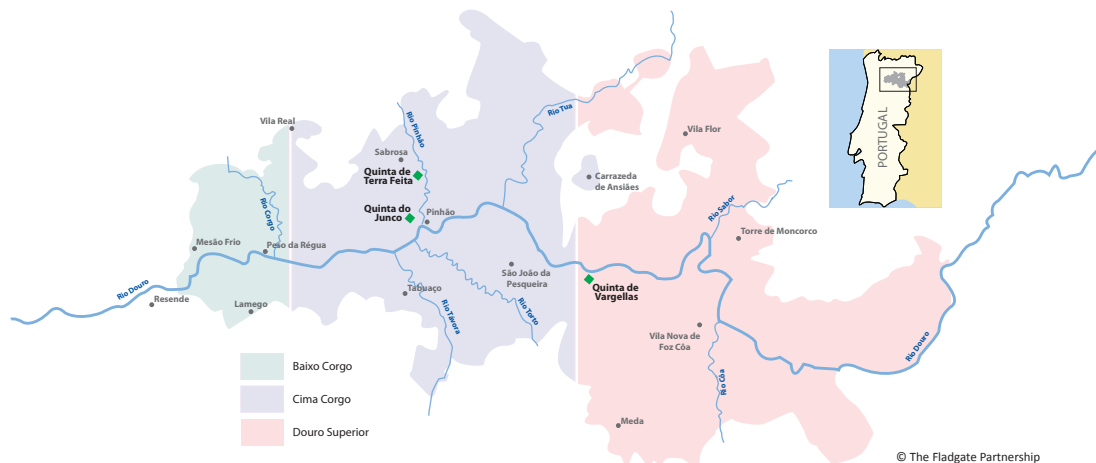 Vila Real
Rio Pinhão
Rio Tua
Sabrosa
Vila Flor
PORTUGAL
Quinta de
Terra Feita
Carrazeda
de Ansiães
Quinta do
Junco
Pinhão
Rio Corgo
Rio Sabor
Mesão Frio
Peso da Régua
Torre de Moncorco
São João da
Pesqueira
Rio Douro
Resende
Lamego
Tabuaço
Rio Távora
Rio Torto
Quinta de
Vargellas
Vila Nova de
Foz Côa
Rio Douro
Rio Côa
Baixo Corgo
Cima Corgo
Douro Superior
Meda
© The Fladgate Partnership